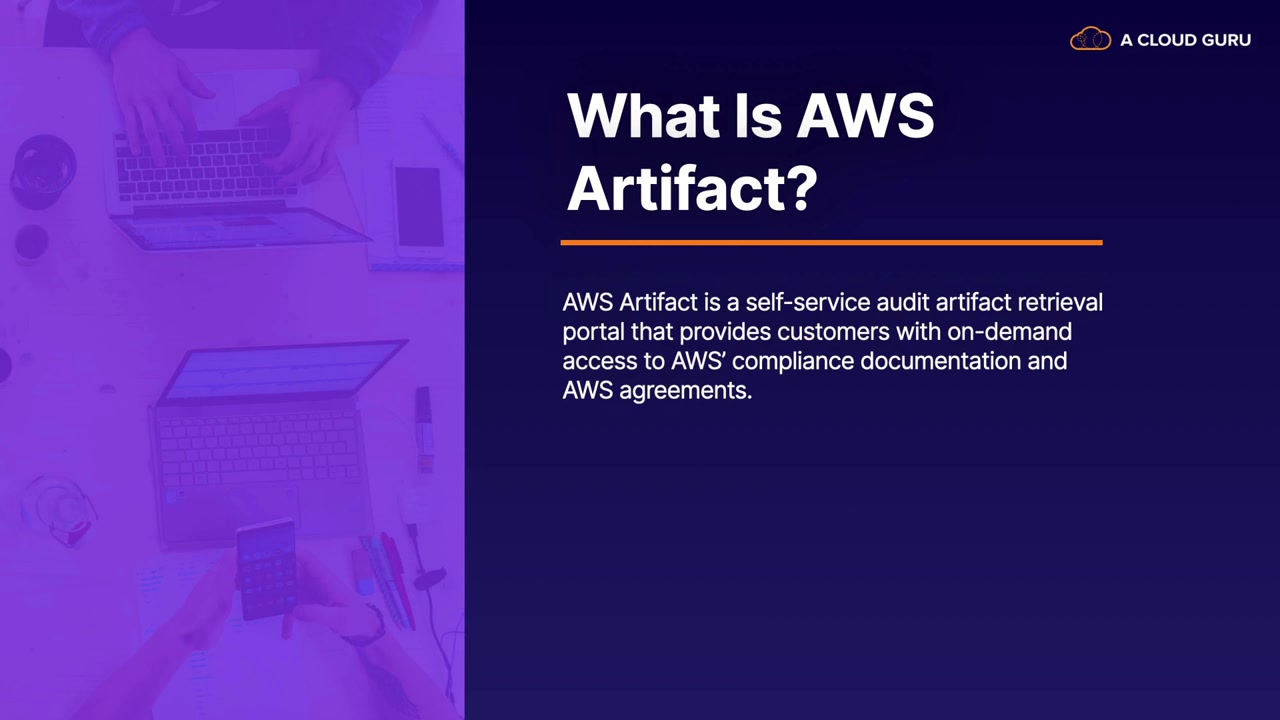 A CLOUD GURU
What Is AWS
Artifact?
AWS Artifact is a self-service audit artifact retrieval
portal that provides customers with on-demand
access to AWS’ compliance documentation and
AWS agreements.